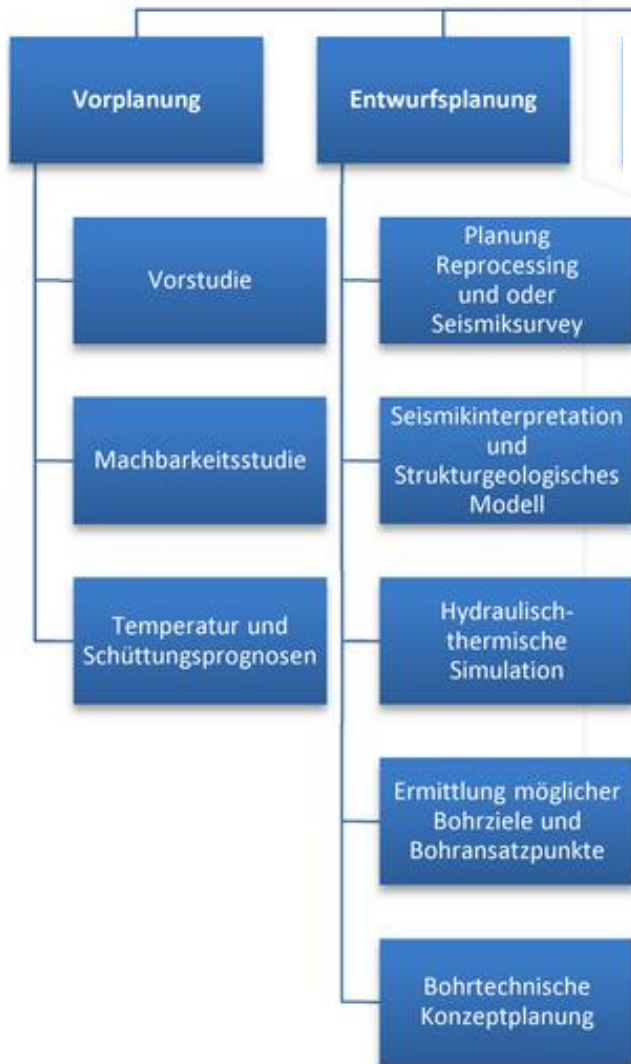 Vorplanung
Vorstudie
Machbarkeitsstudie
Temperatur und
Schüttungsprognosen
Entwurfsplanung
Planung
Reprocessing
und oder
Seismiksurvey
Seismikinterpretation
und
Strukturgeologisches
Modell
Hydraulisch-
thermische
Simulation
Ermittlung möglicher
Bohrziele und
Bohransatzpunkte
Bohrtechnische
Konzeptplanung